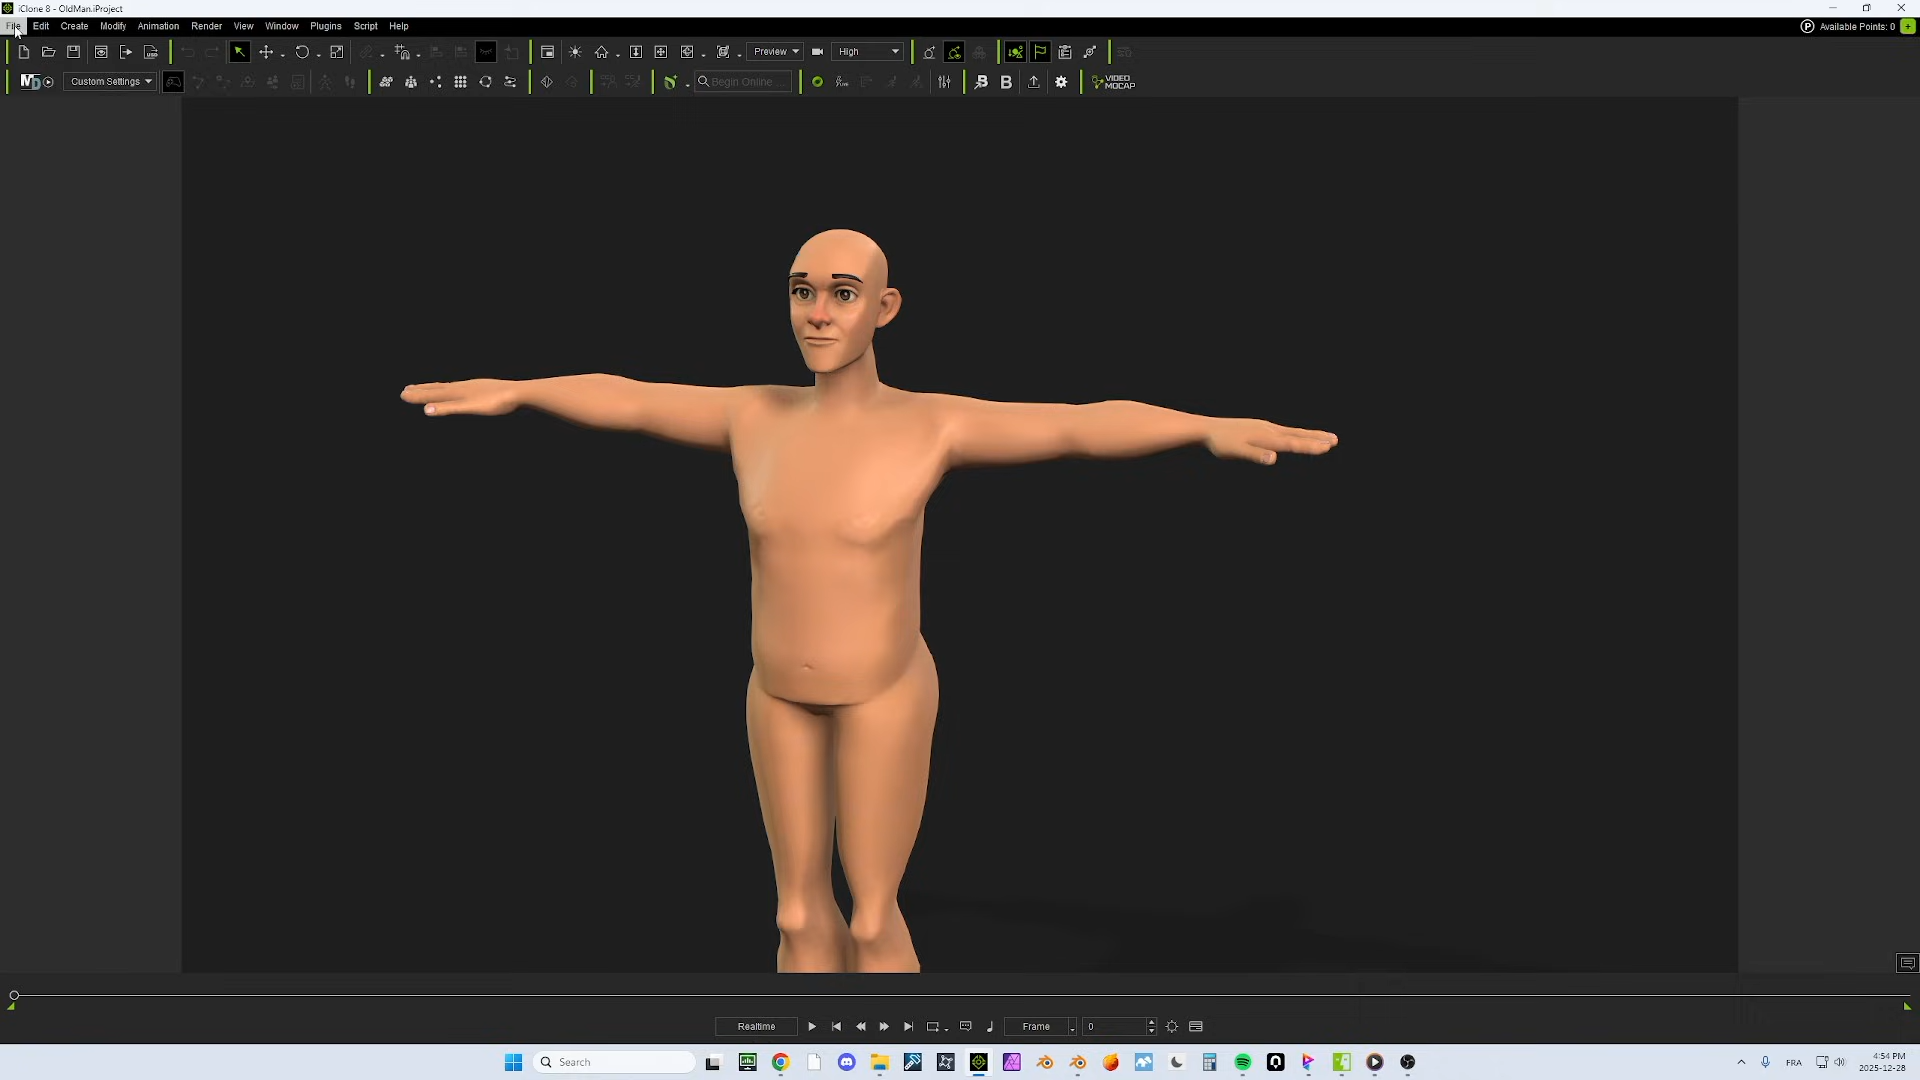 iClone 8 - OldMan.iProject
File Edit Create Modify Animation Render View Window Plugins Script Help
Available Points: 0
Preview High
MD Custom Settings Begin Online ... VIDEO MOCAP
Realtime Frame 0
Search
FRA
4:54 PM
2025-12-28